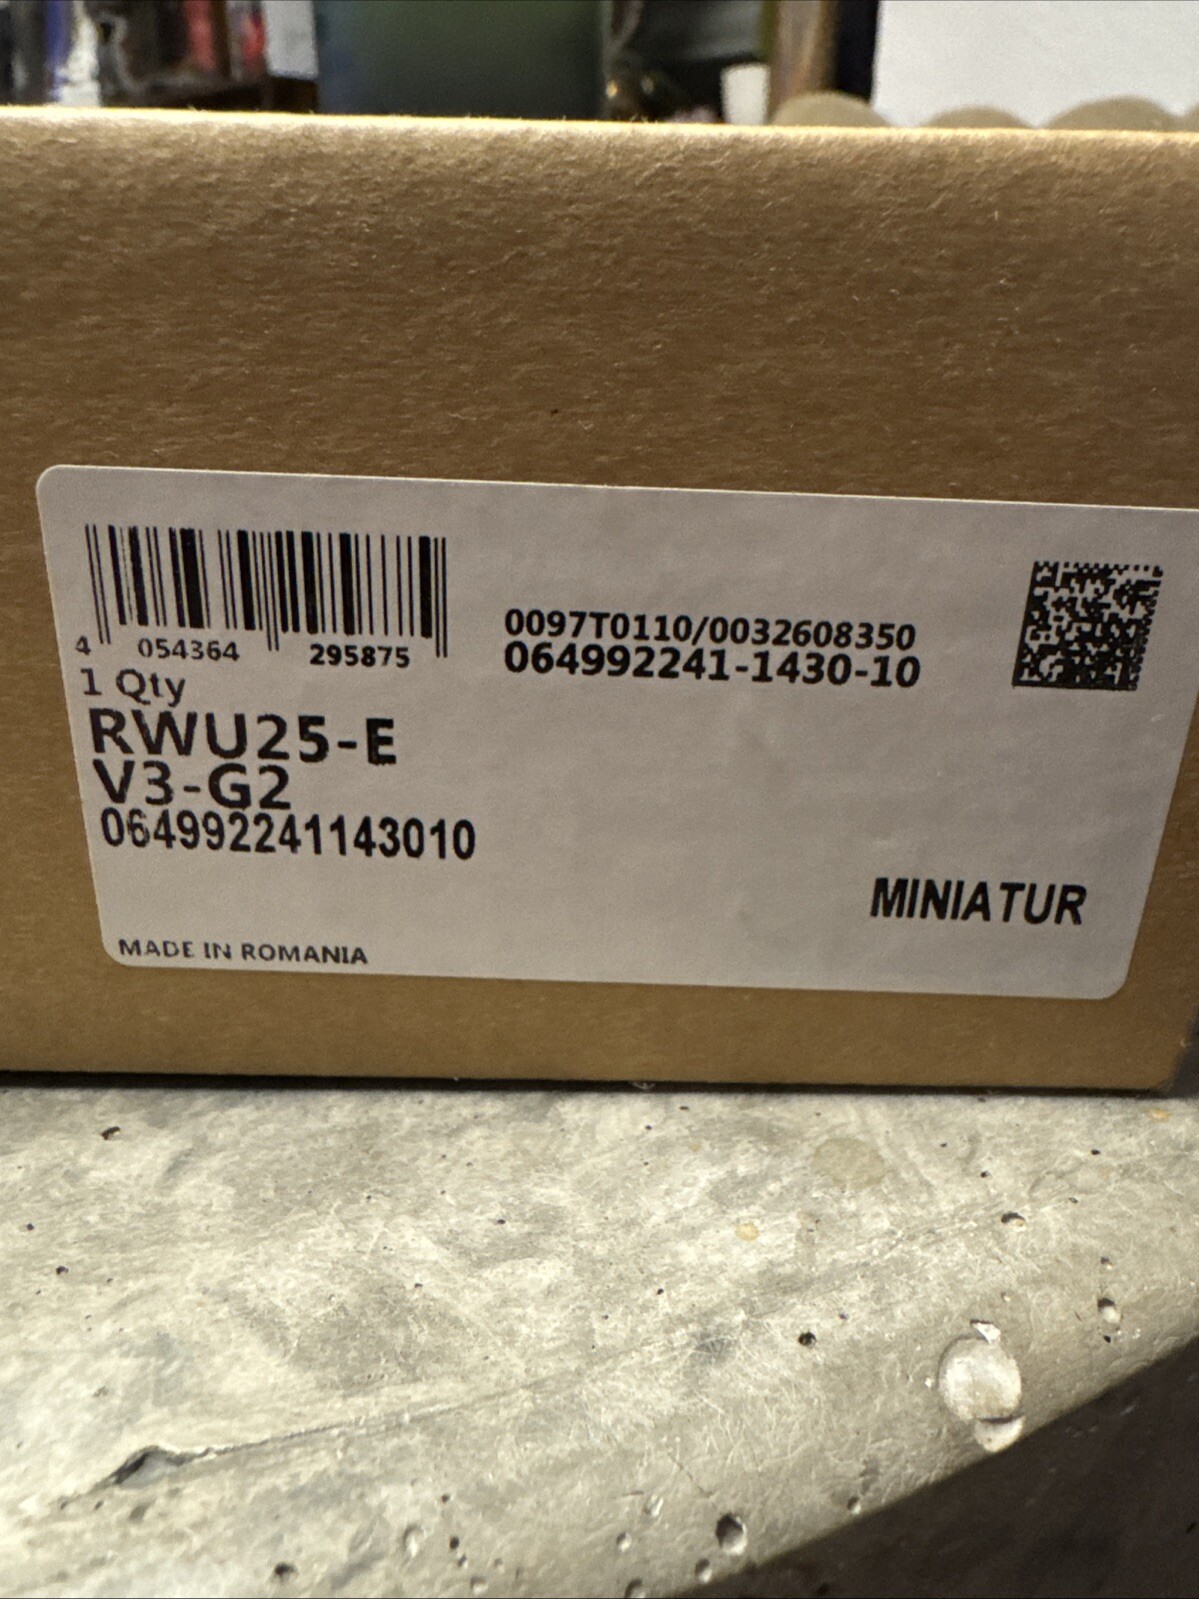 4 054364 295875
0097T0110/0032608350
064992241-1430-10
1 Qty
RWU25-E
V3-G2
064992241143010
MINIATUR
MADE IN ROMANIA